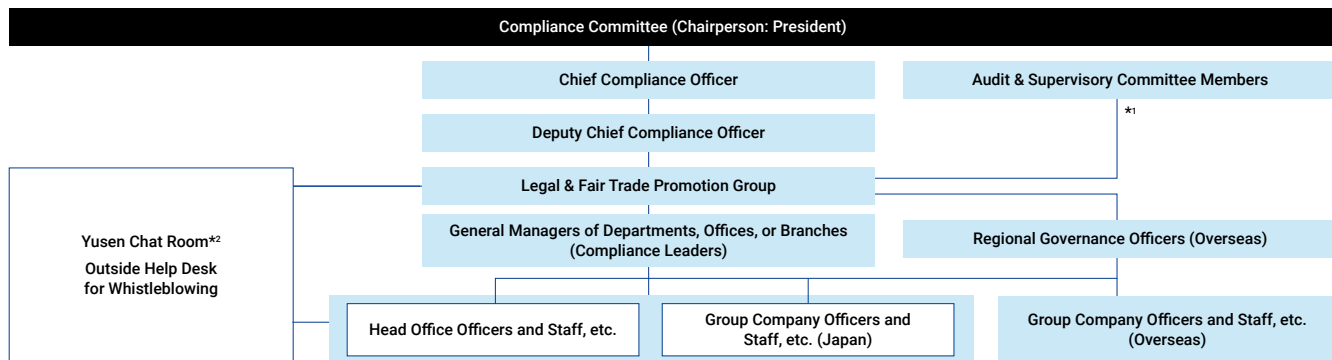 Compliance Committee (Chairperson: President)
Chief Compliance Officer
Audit & Supervisory Committee Members
*1
Deputy Chief Compliance Officer
Legal & Fair Trade Promotion Group
Yusen Chat Room*2
Outside Help Desk
for Whistleblowing
General Managers of Departments, Offices, or Branches
(Compliance Leaders)
Regional Governance Officers (Overseas)
Head Office Officers and Staff, etc.
Group Company Officers and
Staff, etc. (Japan)
Group Company Officers and Staff, etc.
(Overseas)